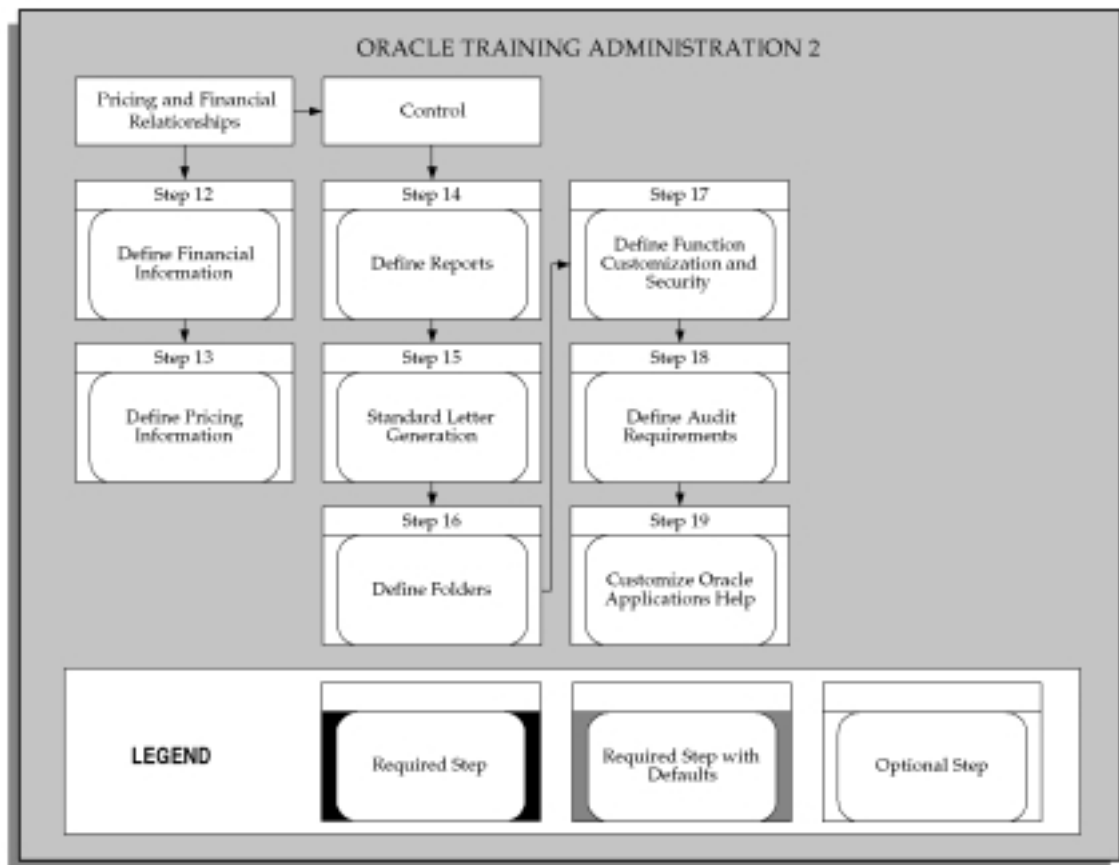 ORACLE TRAINING ADMINISTRATION 2
Pricing and Financial
Relationships
Control
Step 12
Define Financial
Information
Step 13
Define Pricing
Information
Step 14
Define Reports
Step 15
Standard Letter
Generation
Step 16
Define Folders
Step 17
Define Function
Customization and
Security
Step 18
Define Audit
Requirements
Step 19
Customize Oracle
Applications Help
LEGEND
Required Step
Required Step with
Defaults
Optional Step